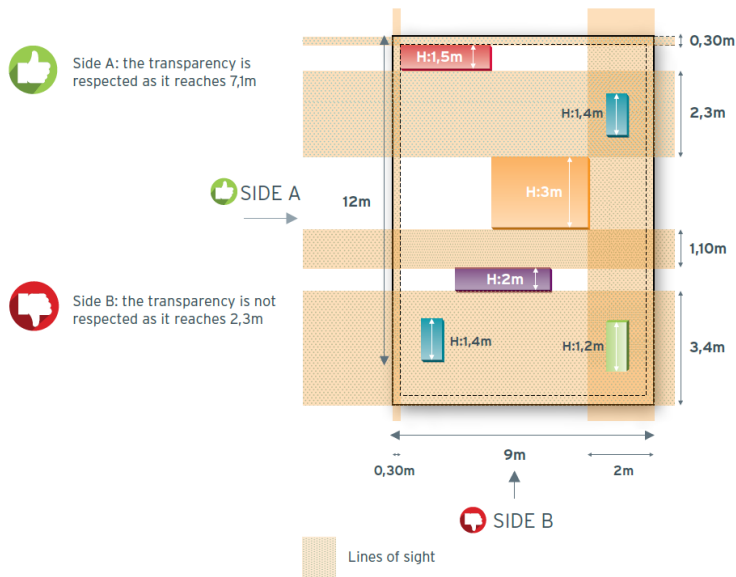 0,30m
Side A: the transparency is
respected as it reaches 7,1m
H:1,5m
H:1,4m
2,3m
SIDE A
12m
H:3m
1,10m
Side B: the transparency is not
respected as it reaches 2,3m
H:2m
H:1,4m
H:1,2m
3,4m
9m
0,30m
2m
SIDE B
Lines of sight